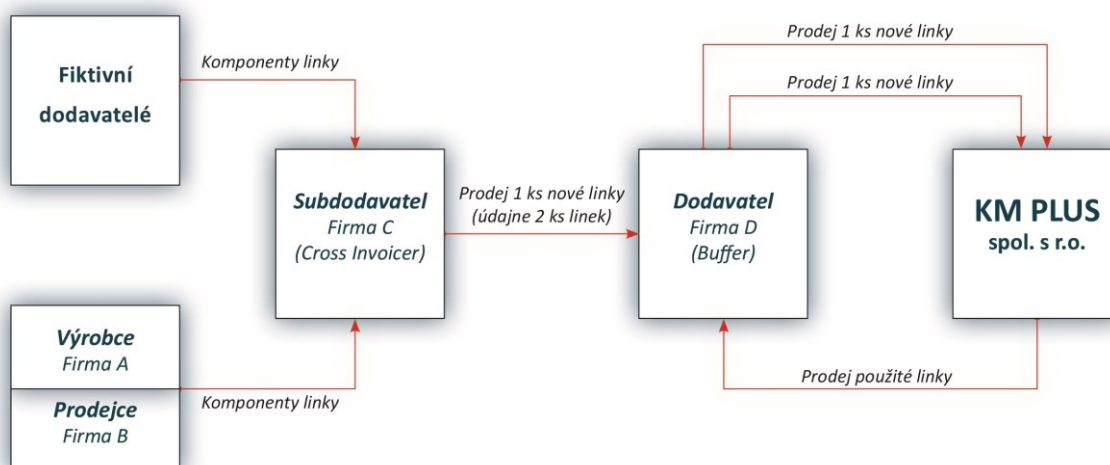 Prodej 1 ks nové linky
Komponenty linky
Prodej 1 ks nové linky
Fiktivní
dodavatelé
Subdodavatel
Firma C
(Cross Invoicer)
Prodej 1 ks nové linky
(údajne 2 ks linek)
Dodavatel
Firma D
(Buffer)
KM PLUS
spol. s r.o.
Výrobce
Firma A
Prodejce
Firma B
Komponenty linky
Prodej použité linky